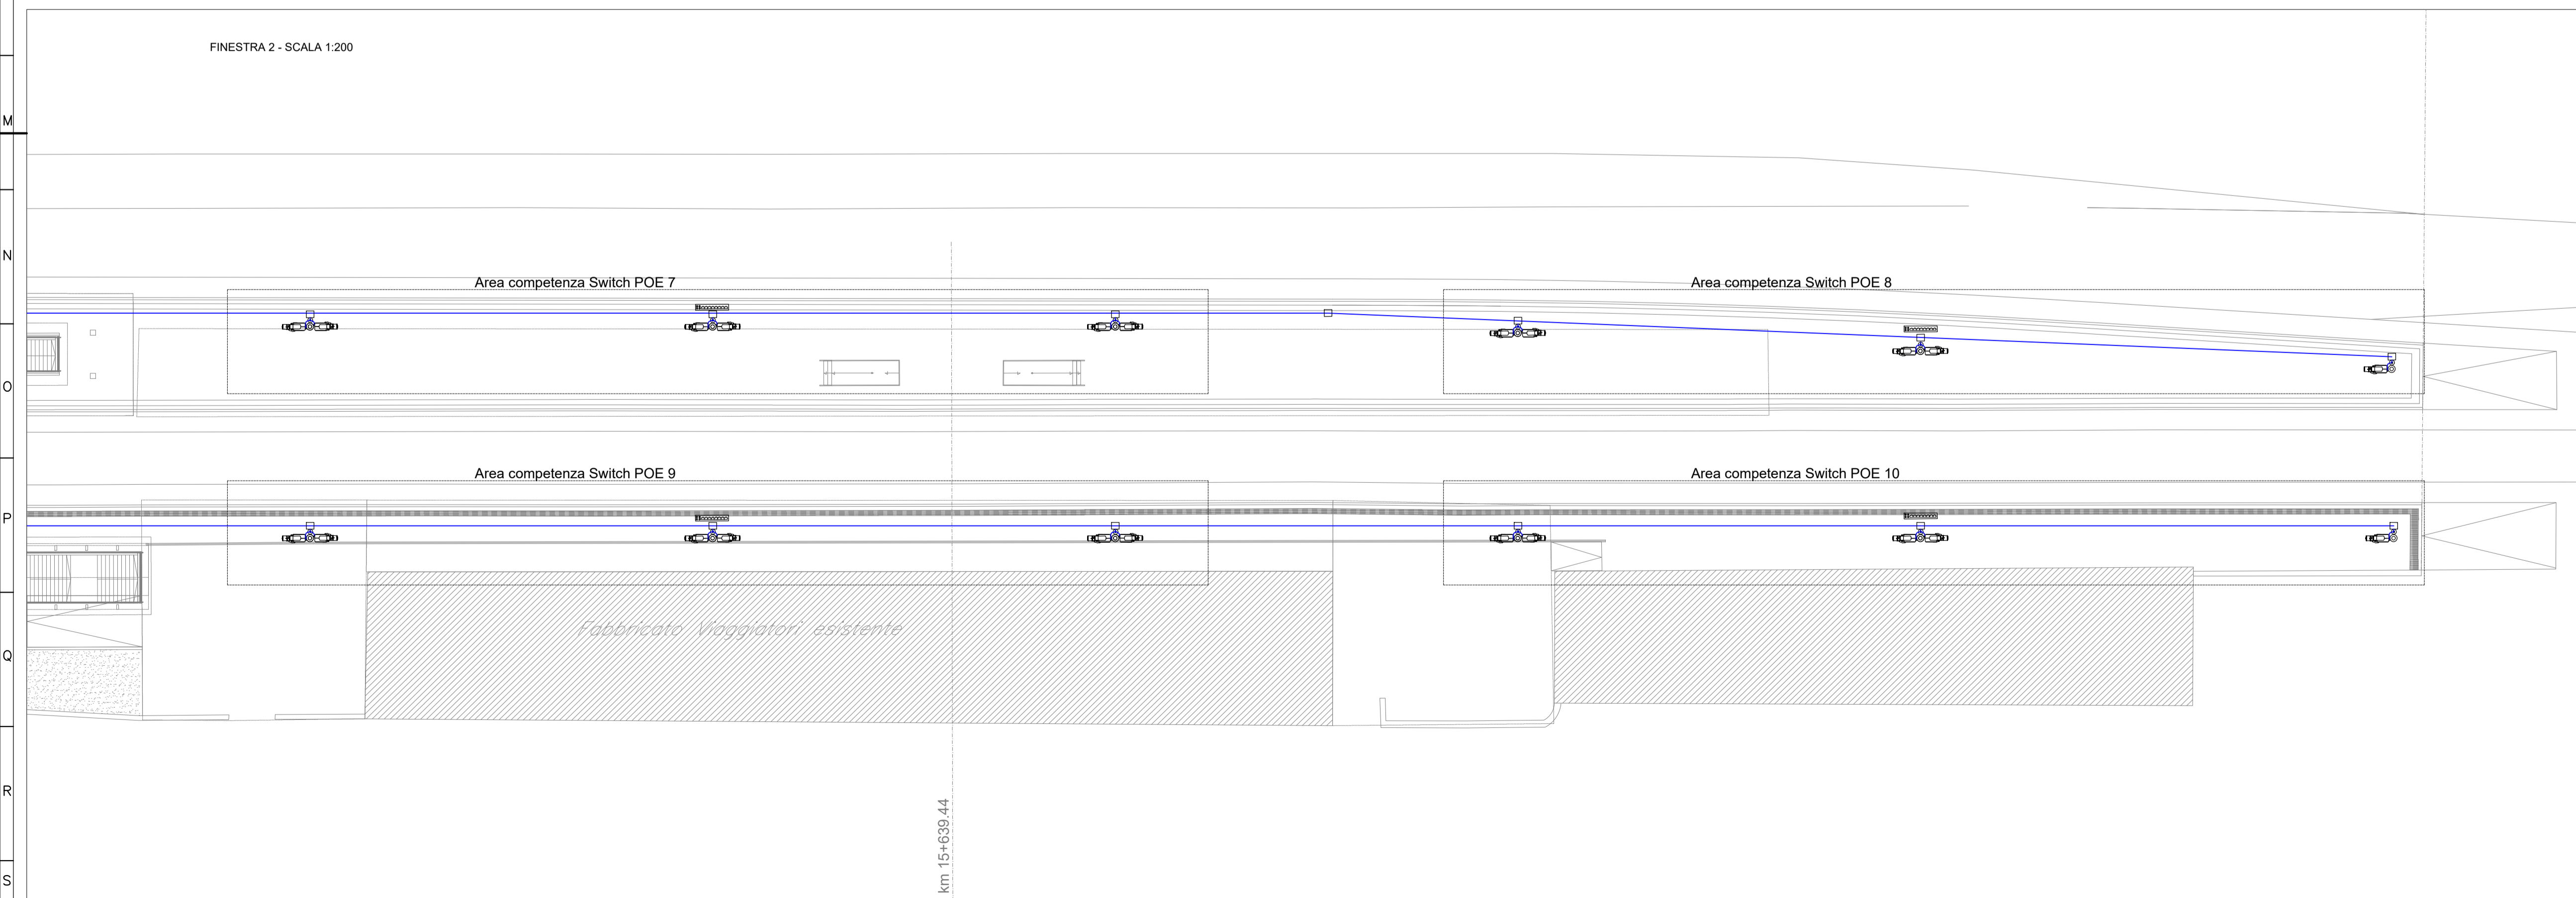 FINESTRA 2 - SCALA 1:200
M
N
Area competenza Switch POE 7
Area competenza Switch POE 8
O
Area competenza Switch POE 9
Area competenza Switch POE 10
P
Fabbricato Viaggiatori esistente
Q
R
km 15+639.44
S